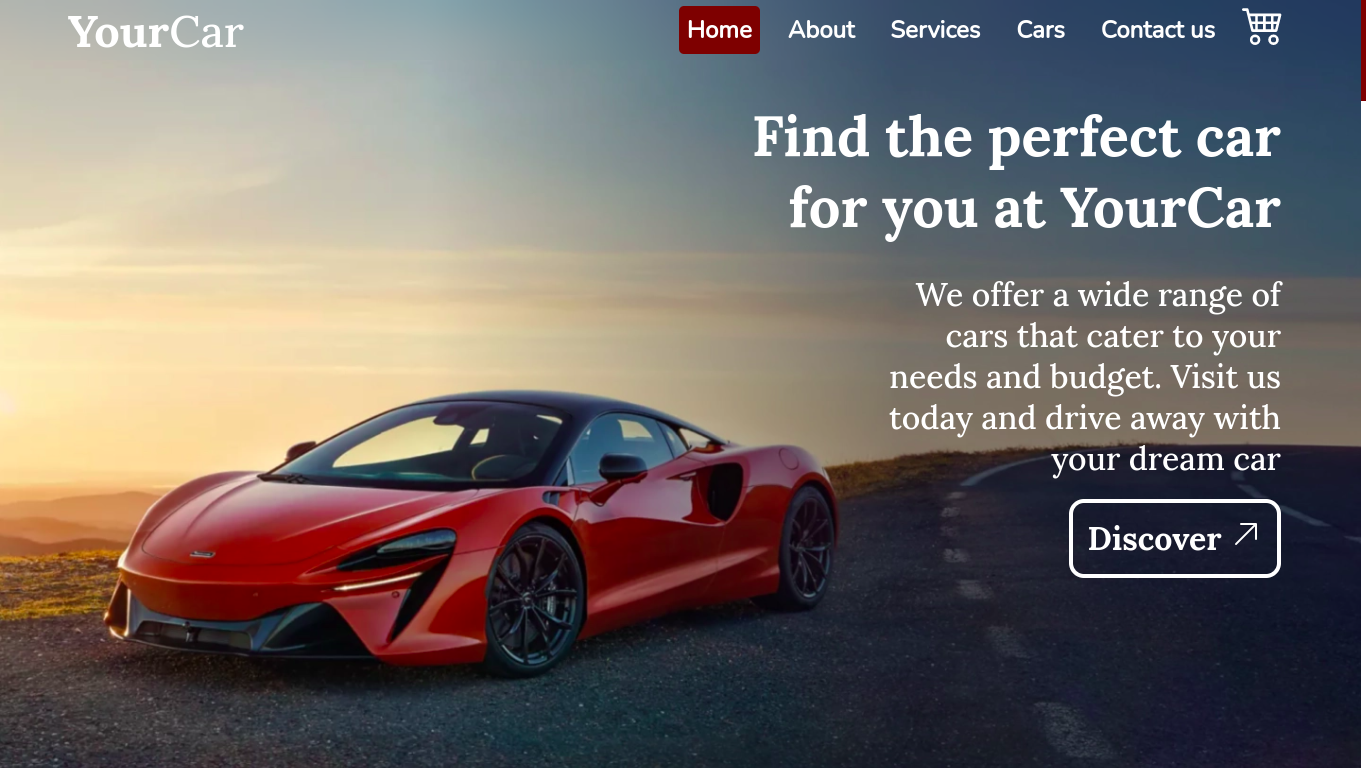 YourCar
Home About Services Cars Contact us
Find the perfect car
for you at YourCar
We offer a wide range of
cars that cater to your
needs and budget. Visit us
today and drive away with
your dream car
Discover